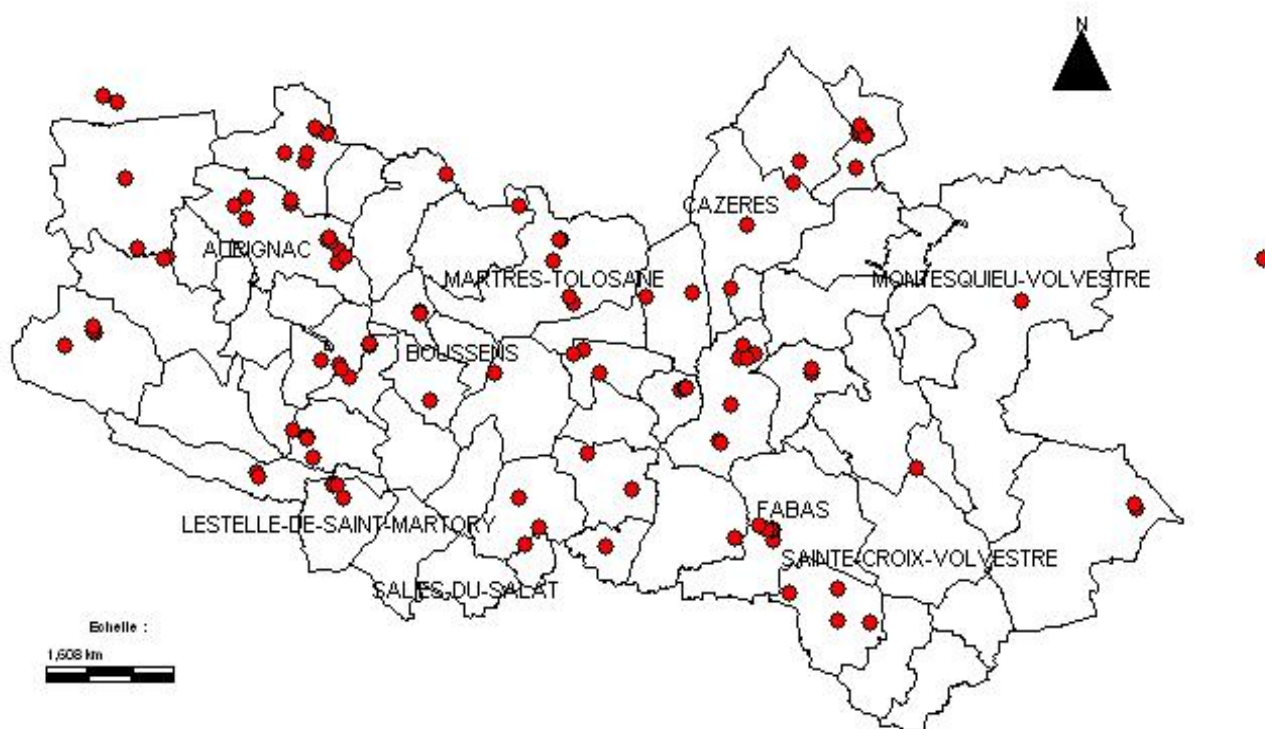 N
CAZERES
AURIGNAC
MARTRES-TOLOSANE
MONTESQUIEU-VOLVESTRE
BOUSSENS
LESTELLE-DE-SAINT-MARTORY
FABAS
SAINTE-CROIX-VOLVESTRE
SALIES-DU-SALAT
Echelle :
1,608 km